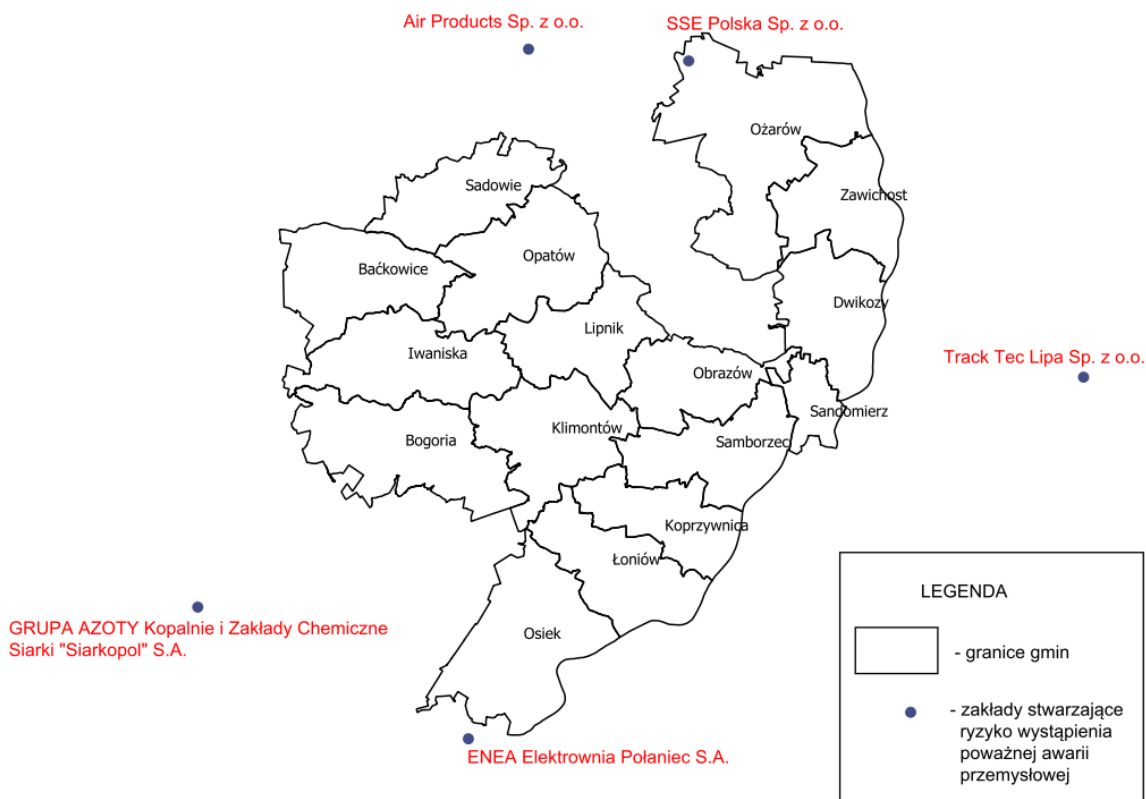 Air Products Sp. z o.o.
SSE Polska Sp. z o.o.
Ożarów
Sadowie
Zawichost
Opatów
Baćkowice
Dwikozy
Lipnik
Iwaniska
Track Tec Lipa Sp. z o.o.
Obrazów
Sandomierz
Klimontów
Bogoria
Samborzec
Koprzywnica
Łoniów
GRUPA AZOTY Kopalnie i Zakłady Chemiczne
Siarki "Siarkopol" S.A.
Osiek
ENEA Elektrownia Połaniec S.A.
LEGENDA
- granice gmin
- zakłady stwarzające
ryzyko wystąpienia
poważnej awarii
przemysłowej